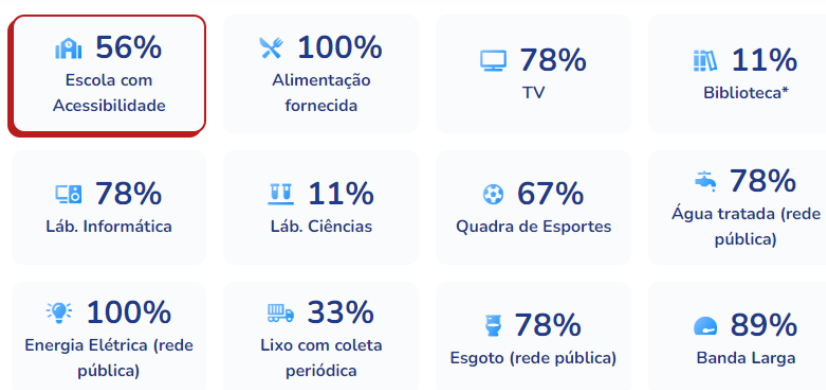 56%
Escola com
Acessibilidade
100%
Alimentação
fornecida
78%
TV
11%
Biblioteca*
78%
Láb. Informática
11%
Láb. Ciências
67%
Quadra de Esportes
78%
Água tratada (rede
pública)
100%
Energia Elétrica (rede
pública)
33%
Lixo com coleta
periódica
78%
Esgoto (rede pública)
89%
Banda Larga